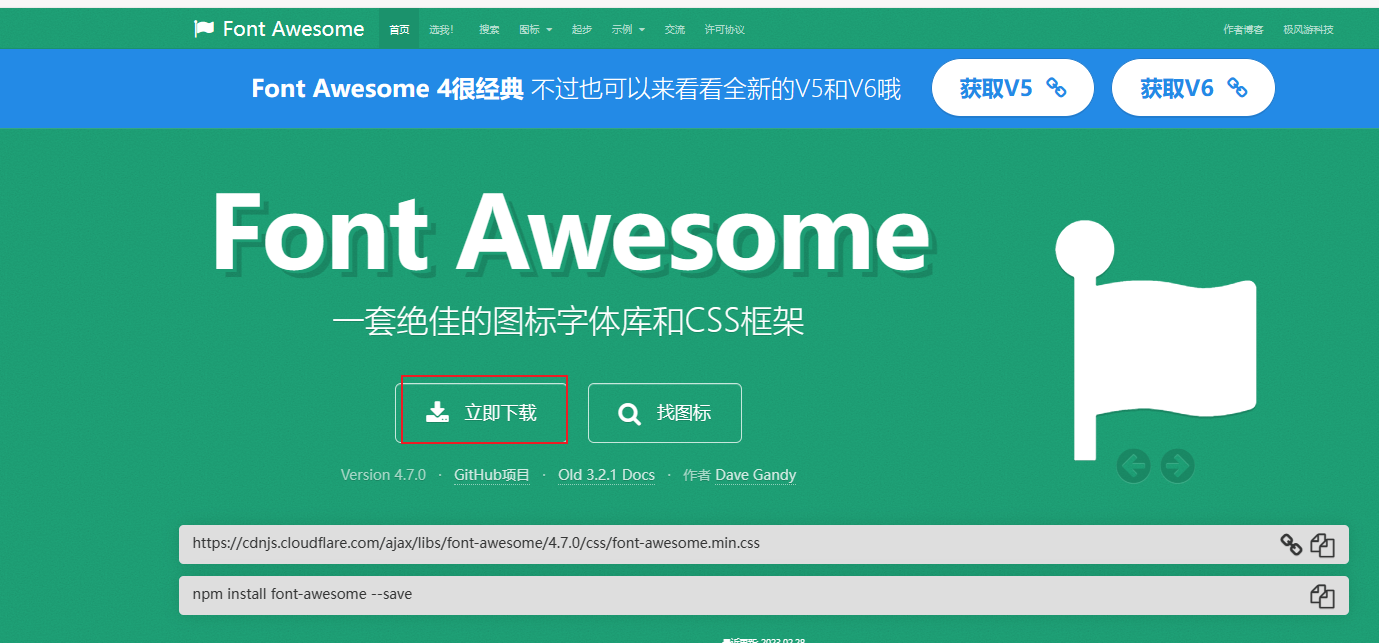 Font Awesome 首页 选我! 搜索 图标 起步 示例 交流 许可协议 作者博客 极风游科技
Font Awesome 4很经典 不过也可以来看看全新的V5和V6哦 获取V5 获取V6
Font Awesome
一套绝佳的图标字体库和CSS框架
立即下载 找图标
Version 4.7.0 · GitHub项目 · Old 3.2.1 Docs · 作者 Dave Gandy
https://cdnjs.cloudflare.com/ajax/libs/font-awesome/4.7.0/css/font-awesome.min.css
npm install font-awesome --save